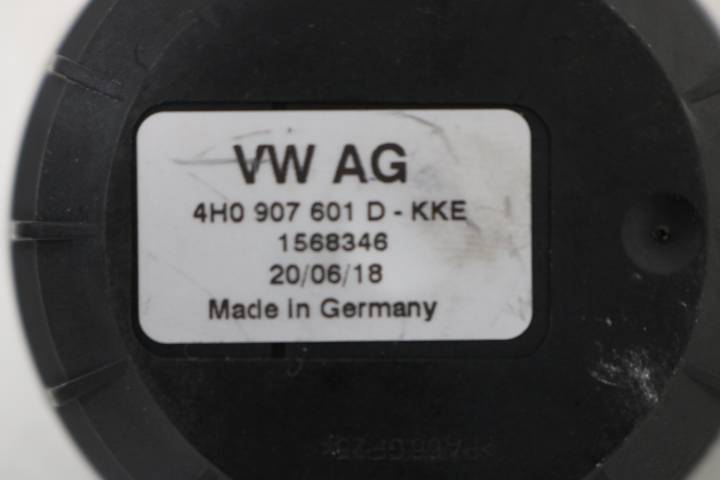 VW AG
4H0 907 601 D - KKE
1568346
20/06/18
Made in Germany